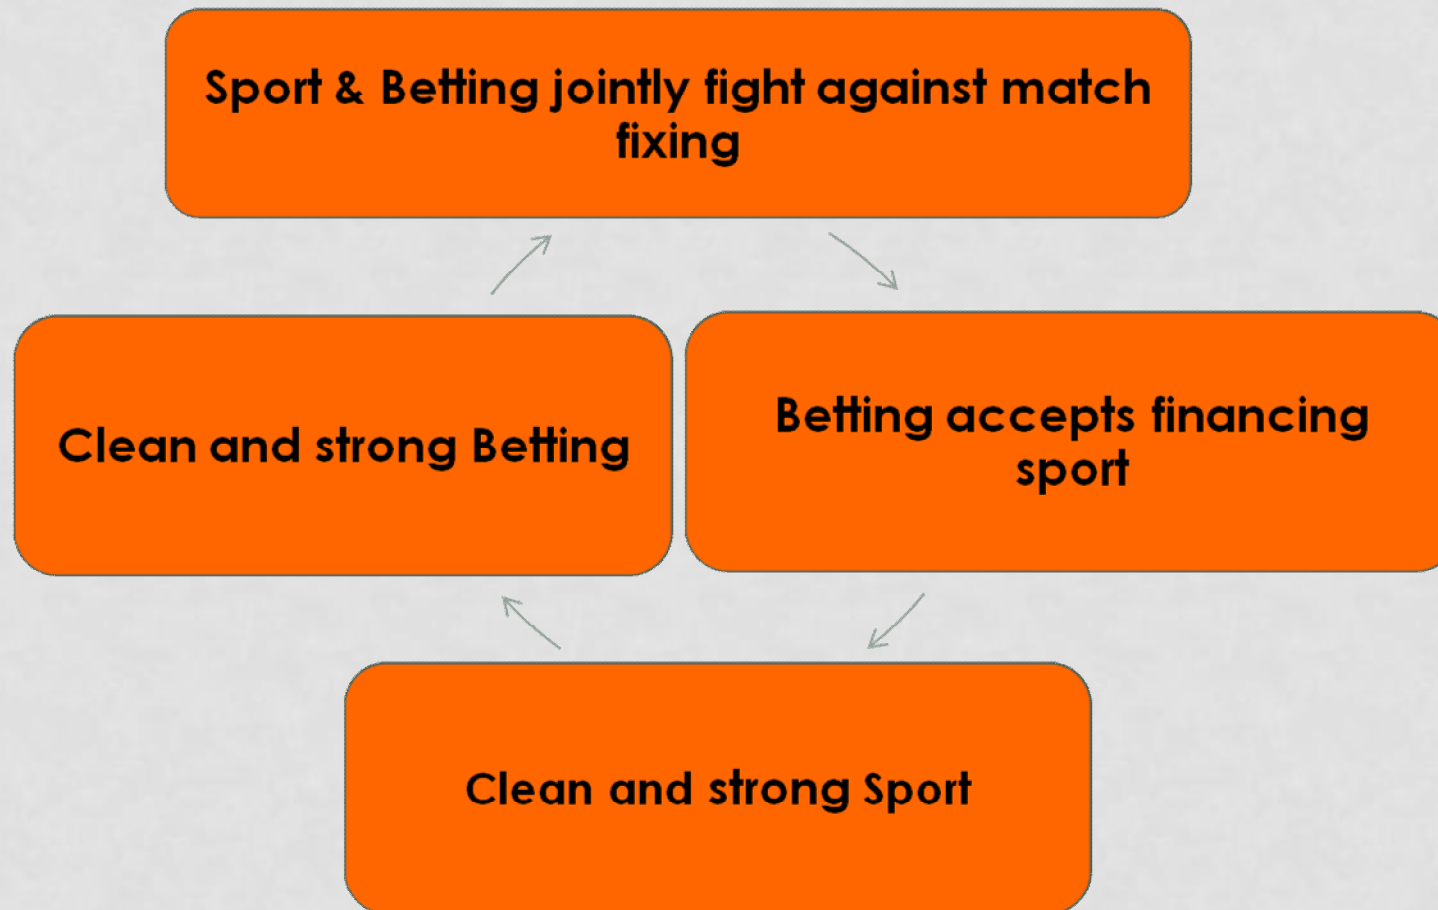 Sport & Betting jointly fight against match
fixing
Clean and strong Betting
Betting accepts financing
sport
Clean and strong Sport